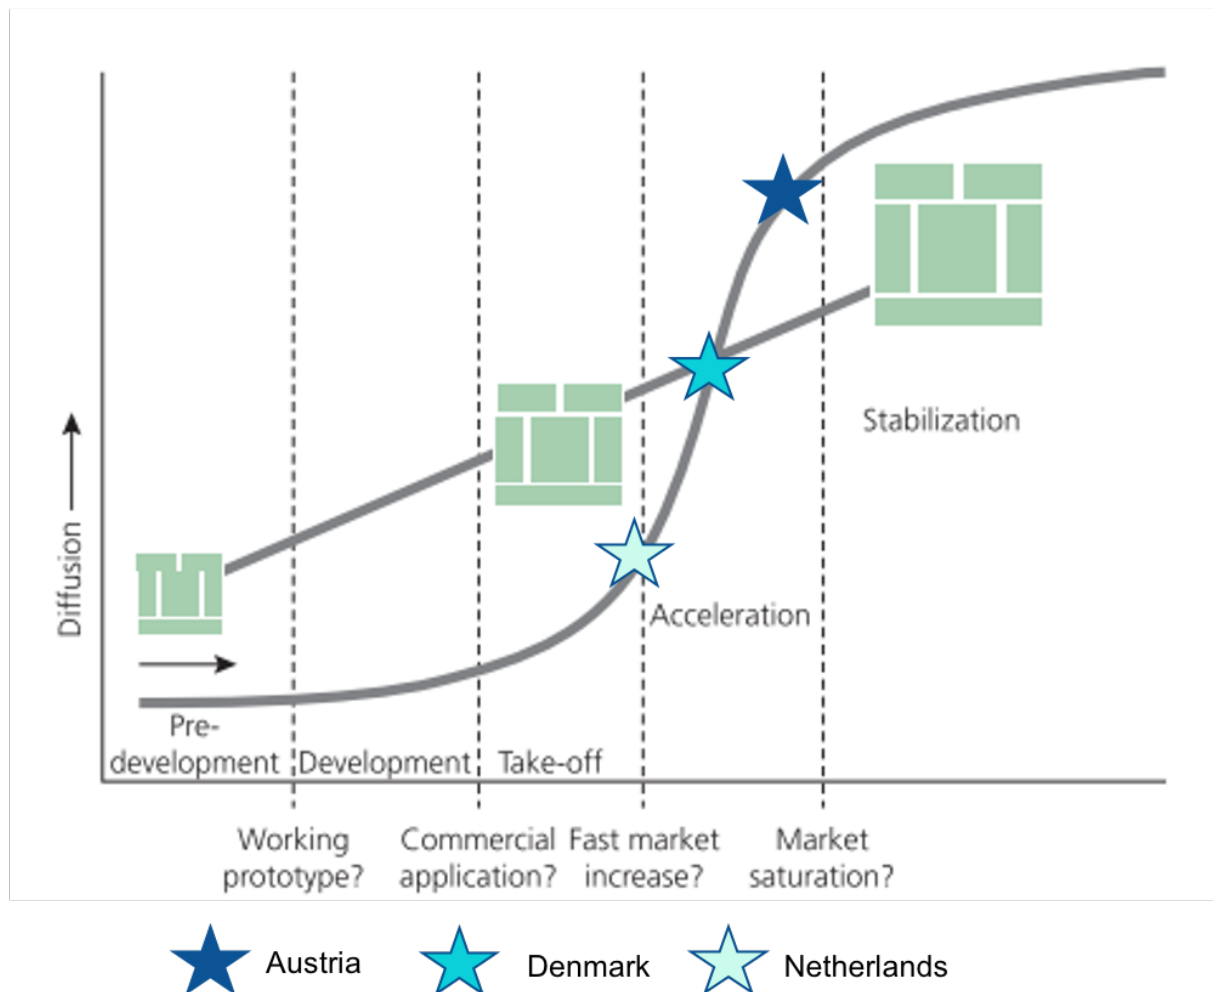 Stabilization
Diffusion
Acceleration
Pre-
development
Development
Take-off
Working
prototype?
Commercial
application?
Fast market
increase?
Market
saturation?
Austria
Denmark
Netherlands